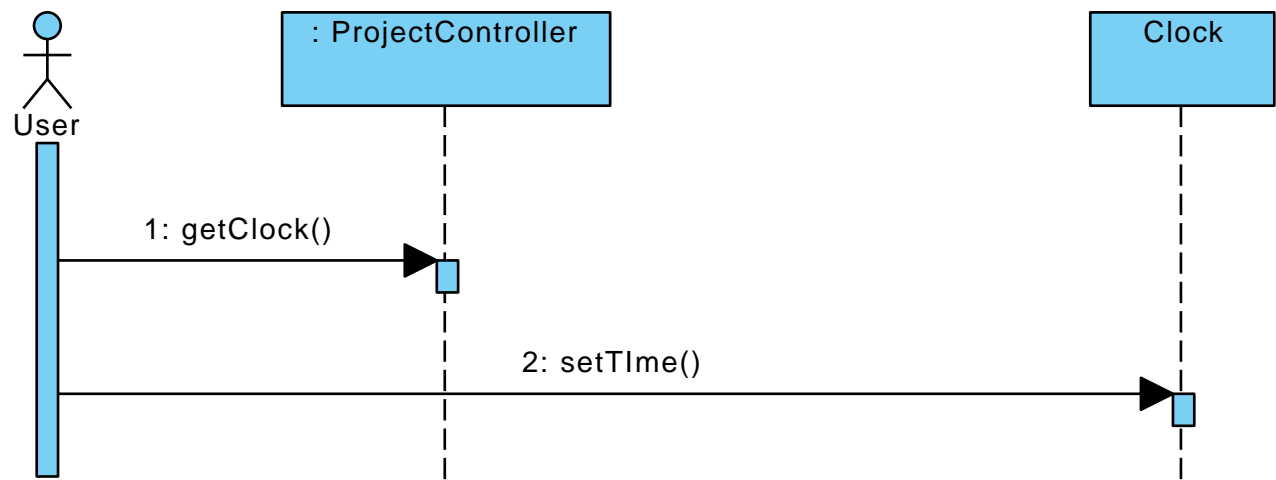 : ProjectController
Clock
User
1: getClock()
2: setTIme()